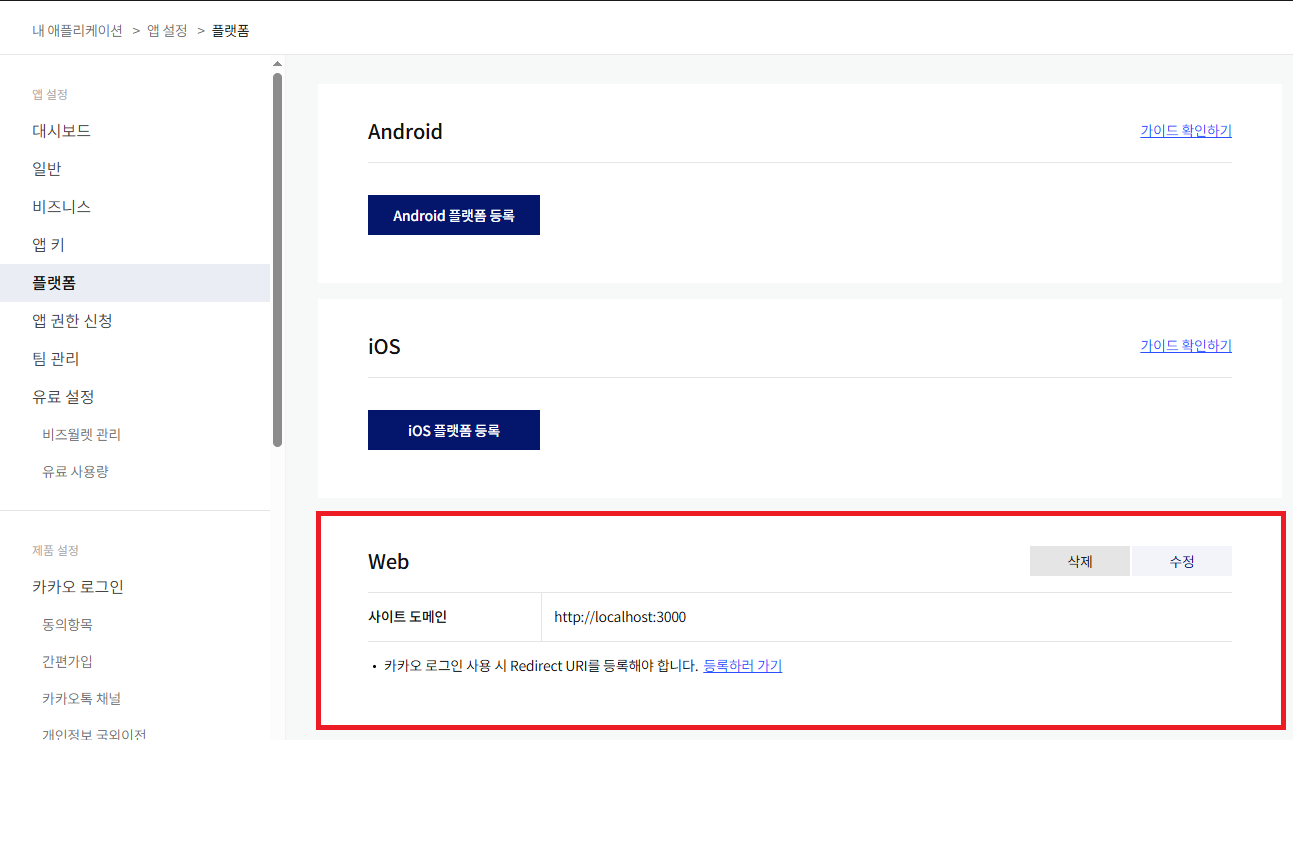 내 애플리케이션 > 앱 설정 > 플랫폼
앱 설정
대시보드
일반
비즈니스
앱 키
플랫폼
앱 권한 신청
팀 관리
유료 설정
비즈월렛 관리
유료 사용량
제품 설정
카카오 로그인
동의항목
간편가입
카카오톡 채널
개인정보 국외이전
Android
가이드 확인하기
Android 플랫폼 등록
iOS
가이드 확인하기
iOS 플랫폼 등록
Web
삭제
수정
사이트 도메인
http://localhost:3000
• 카카오 로그인 사용 시 Redirect URI를 등록해야 합니다. 등록하러 가기